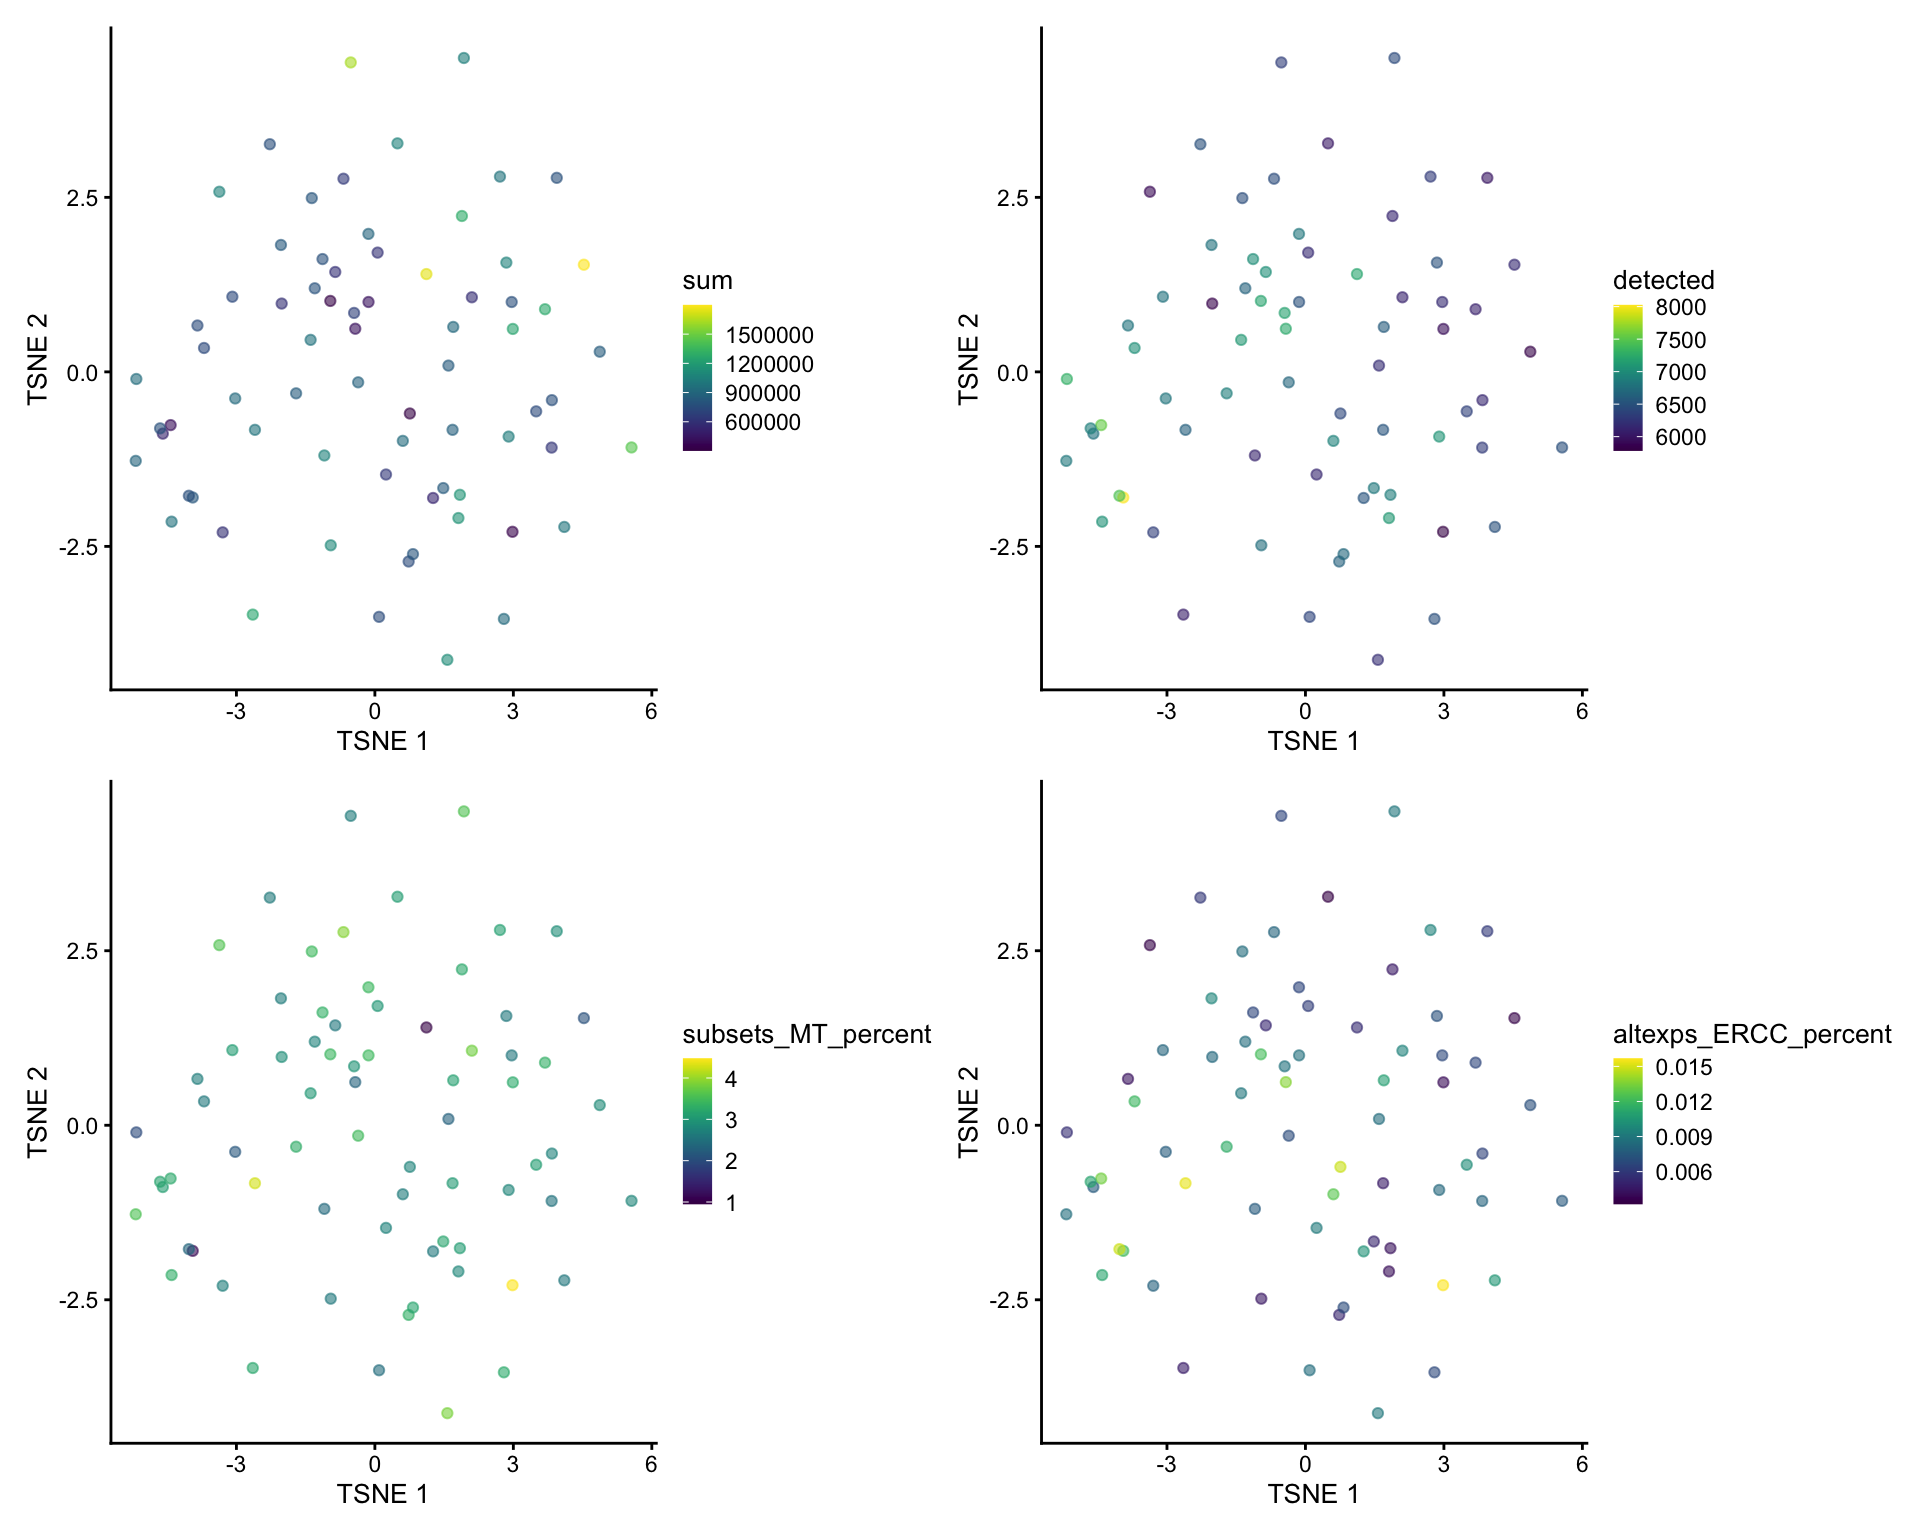 2.5
0.0
-2.5
TSNE 2
-3 0 3 6
TSNE 1
sum
1500000
1200000
900000
600000
2.5
0.0
-2.5
TSNE 2
-3 0 3 6
TSNE 1
detected
8000
7500
7000
6500
6000
2.5
0.0
-2.5
TSNE 2
-3 0 3 6
TSNE 1
subsets_MT_percent
4
3
2
1
2.5
0.0
-2.5
TSNE 2
-3 0 3 6
TSNE 1
altexps_ERCC_percent
0.015
0.012
0.009
0.006